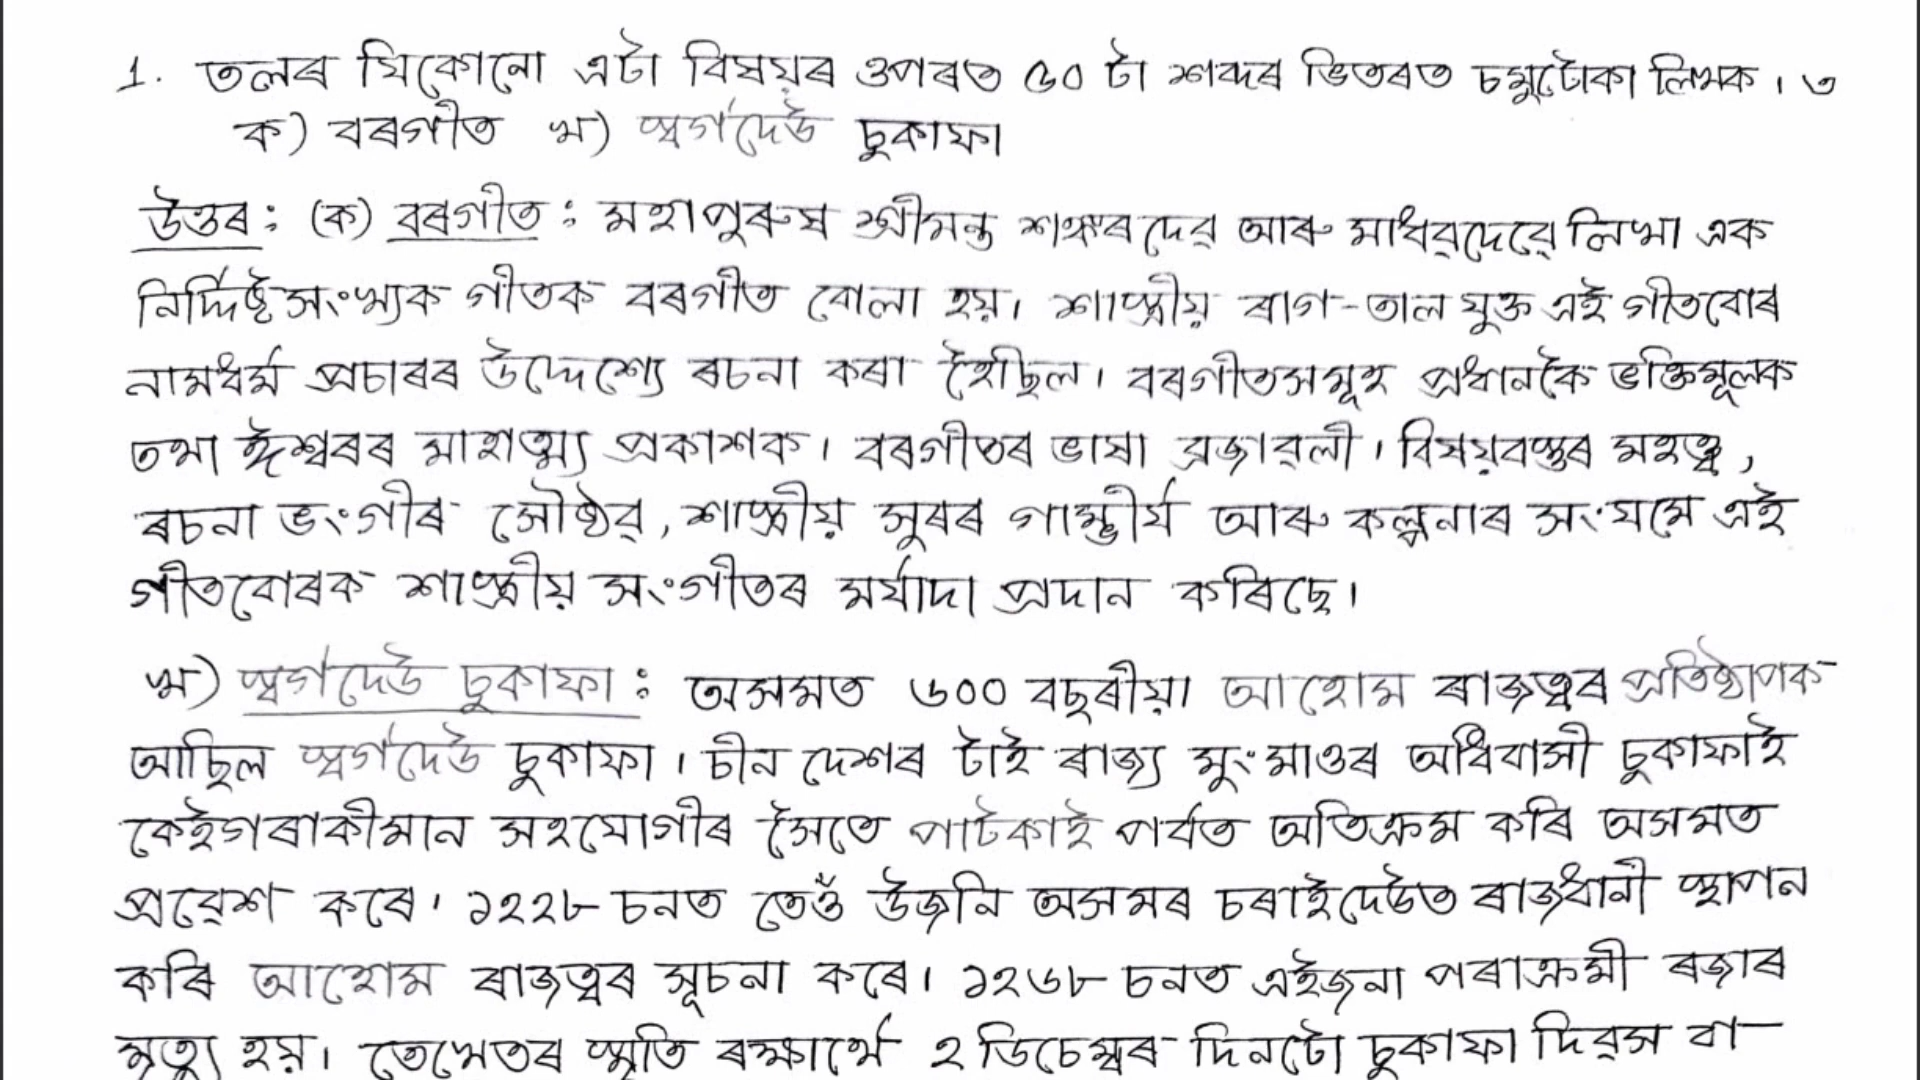 1. তলৰ যিকোনো এটা বিষয়ৰ ওপৰত ৫০ টা শব্দৰ ভিতৰত চমুটোকা লিখক। ৩
ক) বৰগীত খ) স্বৰ্গদেউ চুকাফা
উত্তৰ: (ক) বৰগীত : মহাপুৰুষ শ্ৰীমন্ত শঙ্কৰদেৱ আৰু মাধৱদেৱে লিখা এক
নিৰ্দ্দিষ্টসংখ্যক গীতক বৰগীত বোলা হয়। শাস্ত্ৰীয় ৰাগ-তাল যুক্ত এই গীতবোৰ
নামধৰ্ম প্ৰচাৰৰ উদ্দেশ্যে ৰচনা কৰা হৈছিল। বৰগীতসমূহ প্ৰধানকৈ ভক্তিমূলক
তথা ঈশ্বৰৰ মাহাত্ম্য প্ৰকাশক। বৰগীতৰ ভাষা ব্ৰজাৱলী। বিষয়বস্তুৰ মহত্ত্ব,
ৰচনা ভংগীৰ সৌষ্ঠৱ, শাস্ত্ৰীয় সুৰৰ গাম্ভীৰ্য আৰু কল্পনাৰ সংযমে এই
গীতবোৰক শাস্ত্ৰীয় সংগীতৰ মৰ্যাদা প্ৰদান কৰিছে।
খ) স্বৰ্গদেউ চুকাফা : অসমত ৬০০ বছৰীয়া আহোম ৰাজত্বৰ প্ৰতিষ্ঠাপক
আছিল স্বৰ্গদেউ চুকাফা। চীন দেশৰ টাই ৰাজ্য মুংমাওৰ অধিবাসী চুকাফাই
কেইগৰাকীমান সহযোগীৰ সৈতে পাটকাই পৰ্বত অতিক্ৰম কৰি অসমত
প্ৰৱেশ কৰে। ১২২৮ চনত তেওঁ উজনি অসমৰ চৰাইদেউত ৰাজধানী স্থাপন
কৰি আহোম ৰাজত্বৰ সূচনা কৰে। ১২৬৮ চনত এইজনা পৰাক্ৰমী ৰজাৰ
মৃত্যু হয়। তেখেতৰ স্মৃতি ৰক্ষাৰ্থে ২ ডিচেম্বৰ দিনটো চুকাফা দিৱস বা